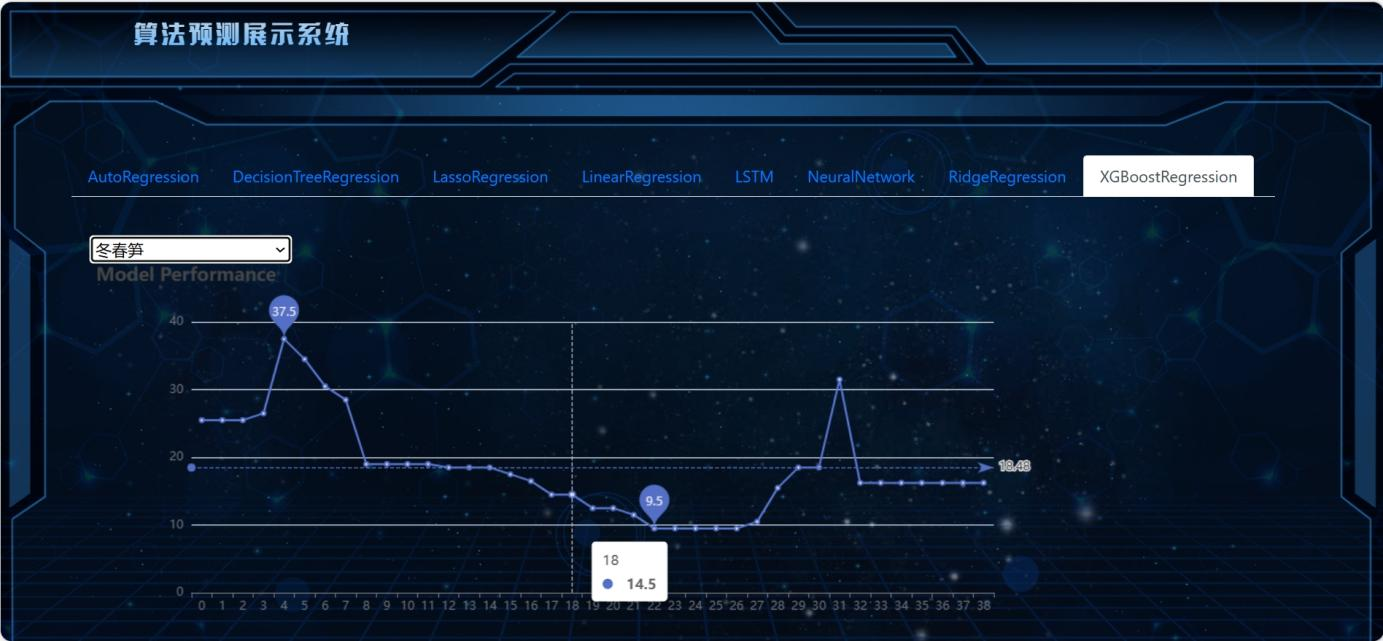 算法预测展示系统
AutoRegression DecisionTreeRegression LassoRegression LinearRegression LSTM NeuralNetwork RidgeRegression XGBoostRegression
冬春笋
Model Performance
37.5
40
30
20
18.48
9.5
10
18
14.5
0
0 1 2 3 4 5 6 7 8 9 10 11 12 13 14 15 16 17 18 19 20 21 22 23 24 25 26 27 28 29 30 31 32 33 34 35 36 37 38